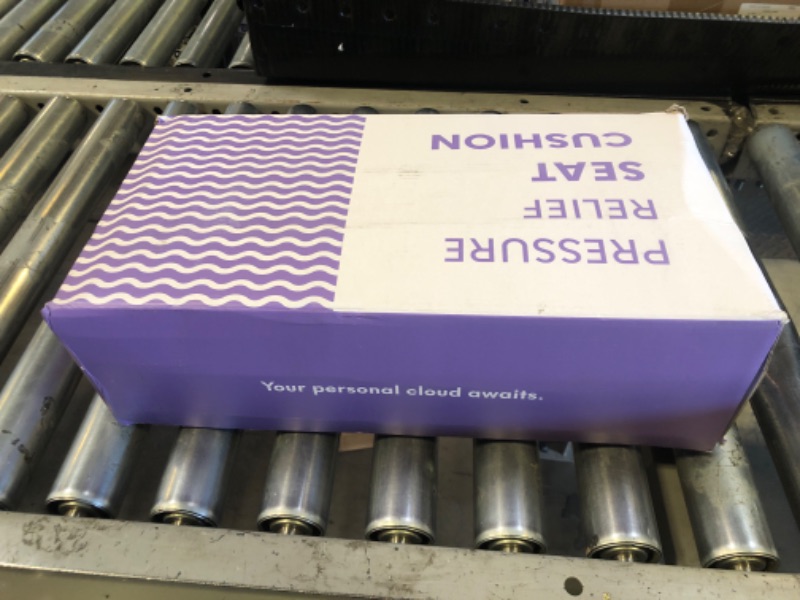 PRESSURE
RELIEF
SEAT
CUSHION
Your personal cloud awaits.